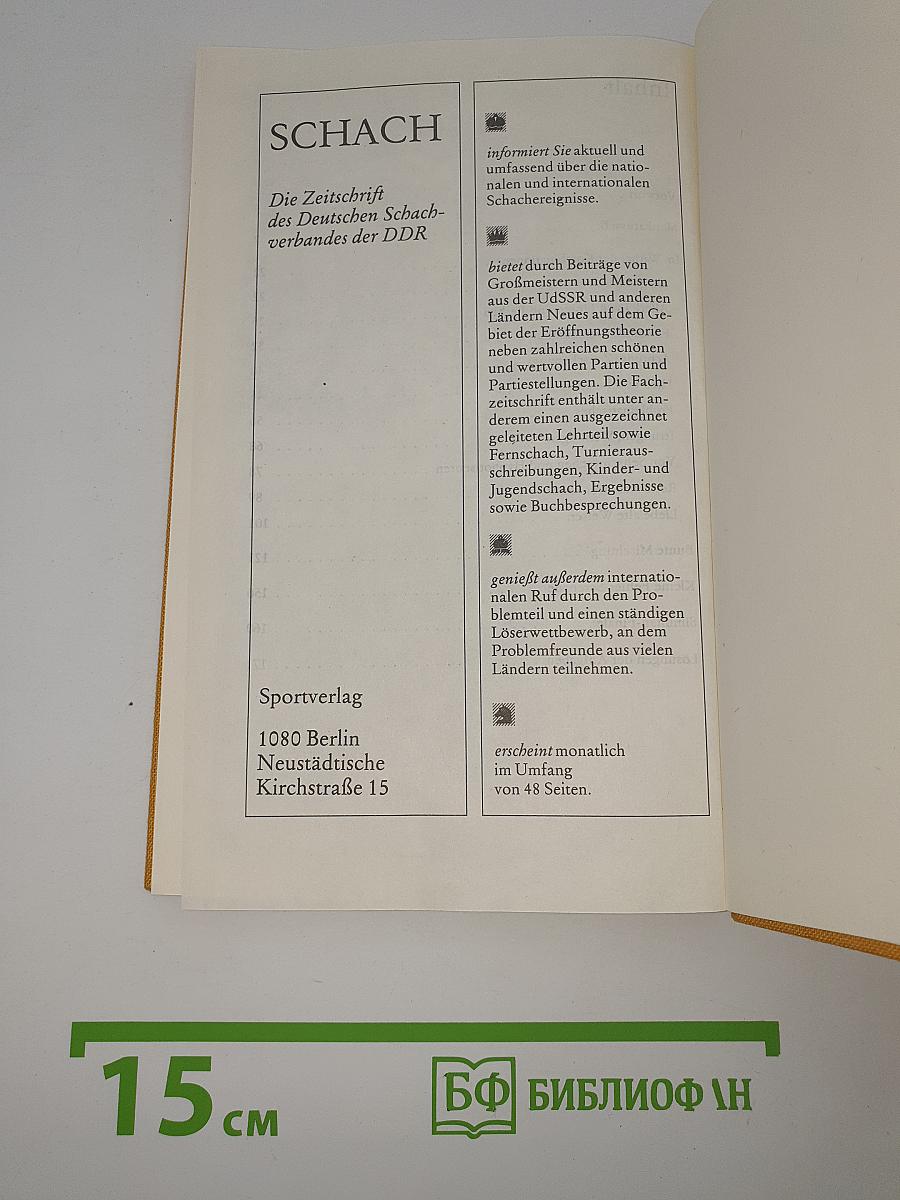 SCHACH
Die Zeitschrift
des Deutschen Schach-
verbandes der DDR
Sportverlag
1080 Berlin
Neustädtische
Kirchstraße 15
informiert Sie aktuell und
umfassend über die natio-
nalen und internationalen
Schachereignisse.
bietet durch Beiträge von
Großmeistern und Meistern
aus der UdSSR und anderen
Ländern Neues auf dem Ge-
biet der Eröffnungstheorie
neben zahlreichen schönen
und wertvollen Partien und
Partiestellungen. Die Fach-
zeitschrift enthält unter an-
derem einen ausgezeichnet
geleiteten Lehrteil sowie
Fernschach, Turnieraus-
schreibungen, Kinder- und
Jugendschach, Ergebnisse
sowie Buchbesprechungen.
genießt außerdem internatio-
nalen Ruf durch den Pro-
blemteil und einen ständigen
Löserwettbewerb, an dem
Problemfreunde aus vielen
Ländern teilnehmen.
erscheint monatlich
im Umfang
von 48 Seiten.
15 см
БФ БИБЛИОФАН